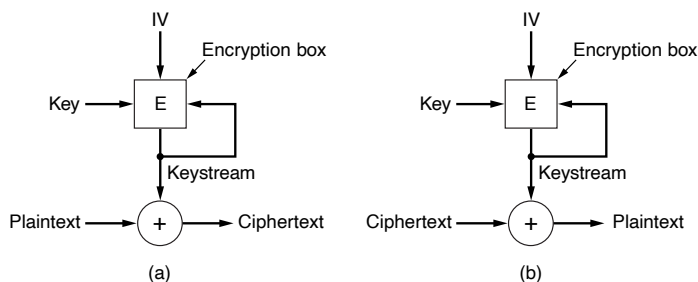 IV
Encryption box
Key
E
Keystream
Plaintext
+
Ciphertext
(a)
IV
Encryption box
Key
E
Keystream
Ciphertext
+
Plaintext
(b)